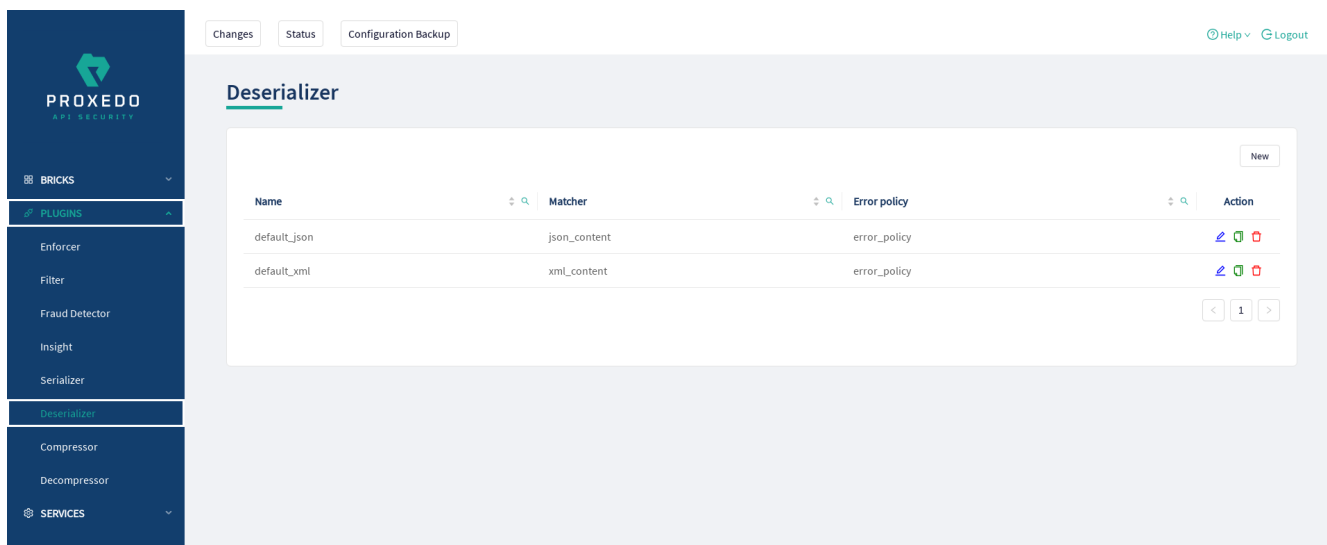 Changes Status Configuration Backup Help Logout
PROXEDO
API SECURITY
Deserializer
New
BRICKS
Name Matcher Error policy Action
PLUGINS
default_json json_content error_policy
Enforcer
default_xml xml_content error_policy
Filter
< 1 >
Fraud Detector
Insight
Serializer
Deserializer
Compressor
Decompressor
SERVICES